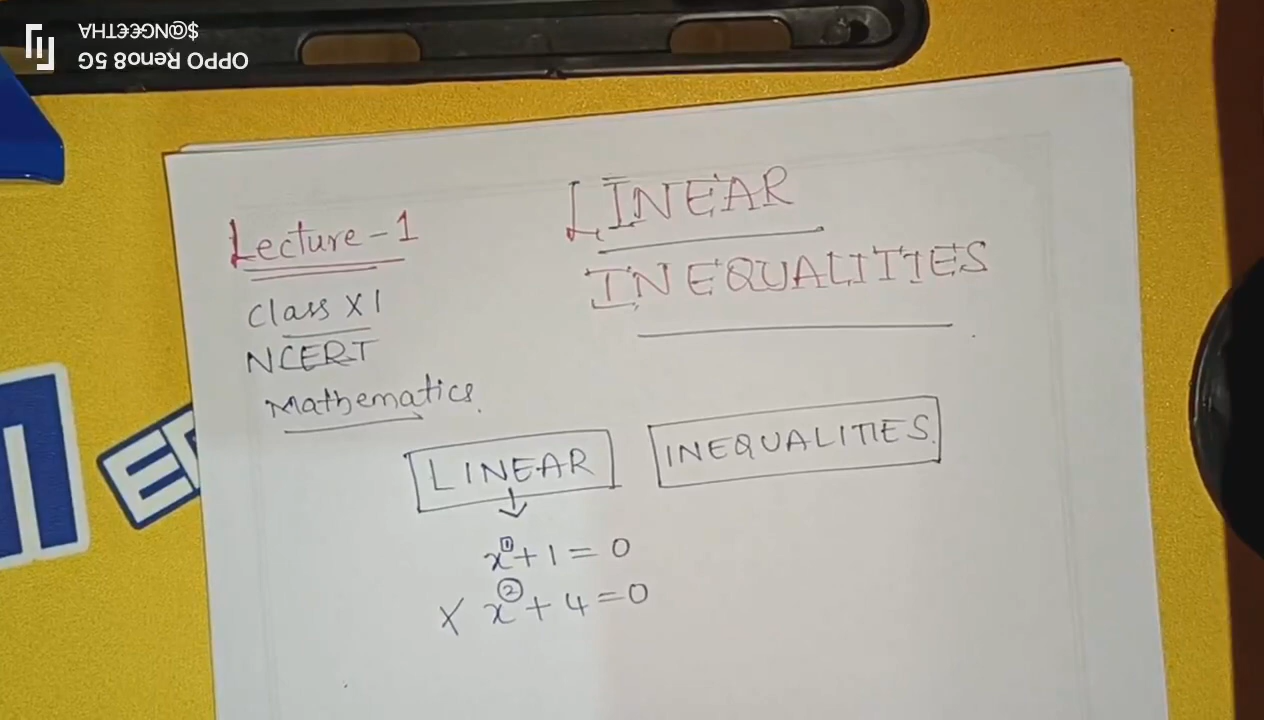 $@NGEETHA
OPPO Reno8 5G
Lecture-1
Class XI
NCERT
Mathematics.
LINEAR
INEQUALITIES
LINEAR
INEQUALITIES.
x¹+1=0
X x²+4=0